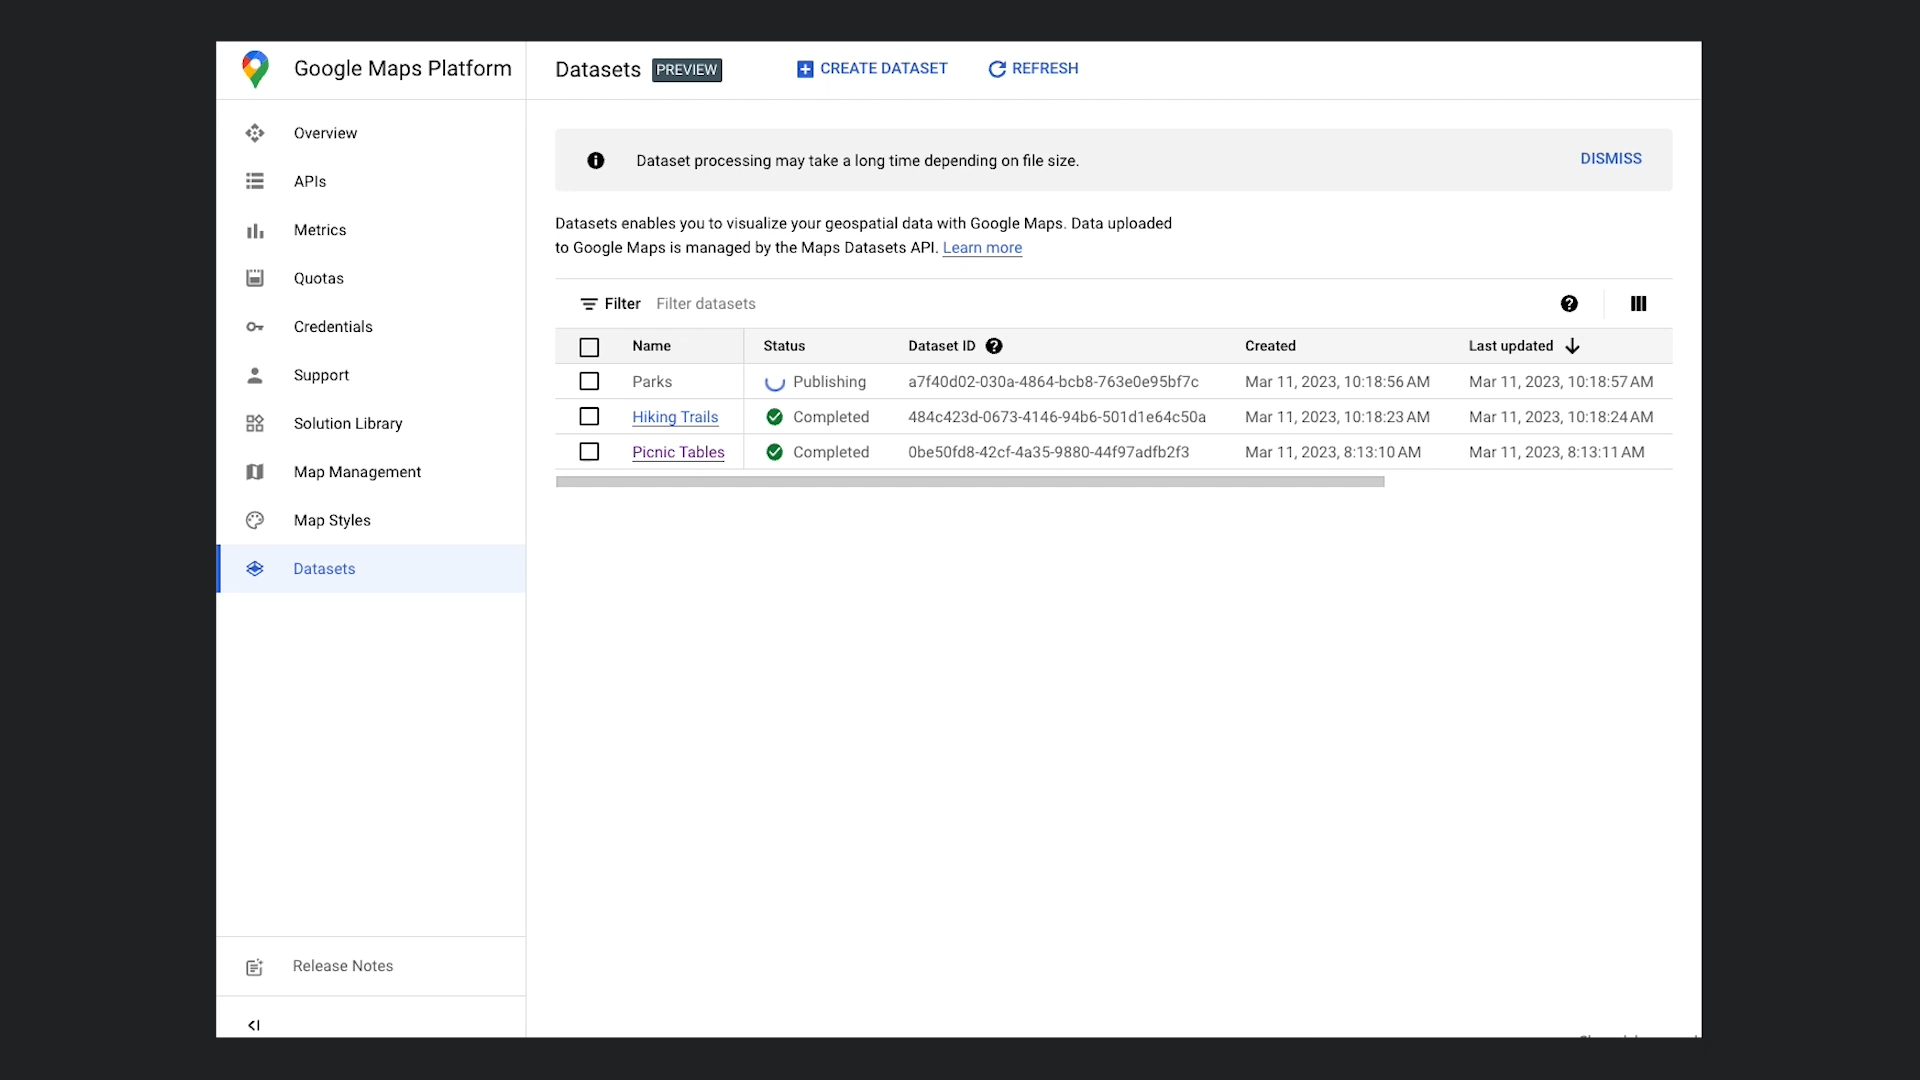 Google Maps Platform
Datasets PREVIEW CREATE DATASET REFRESH
Overview
APIs
Metrics
Quotas
Credentials
Support
Solution Library
Map Management
Map Styles
Datasets
Release Notes
Dataset processing may take a long time depending on file size. DISMISS
Datasets enables you to visualize your geospatial data with Google Maps. Data uploaded
to Google Maps is managed by the Maps Datasets API. Learn more
Filter Filter datasets
Name Status Dataset ID Created Last updated
Parks Publishing a7f40d02-030a-4864-bcb8-763e0e95bf7c Mar 11, 2023, 10:18:56 AM Mar 11, 2023, 10:18:57 AM
Hiking Trails Completed 484c423d-0673-4146-94b6-501d1e64c50a Mar 11, 2023, 10:18:23 AM Mar 11, 2023, 10:18:24 AM
Picnic Tables Completed 0be50fd8-42cf-4a35-9880-44f97adfb2f3 Mar 11, 2023, 8:13:10 AM Mar 11, 2023, 8:13:11 AM